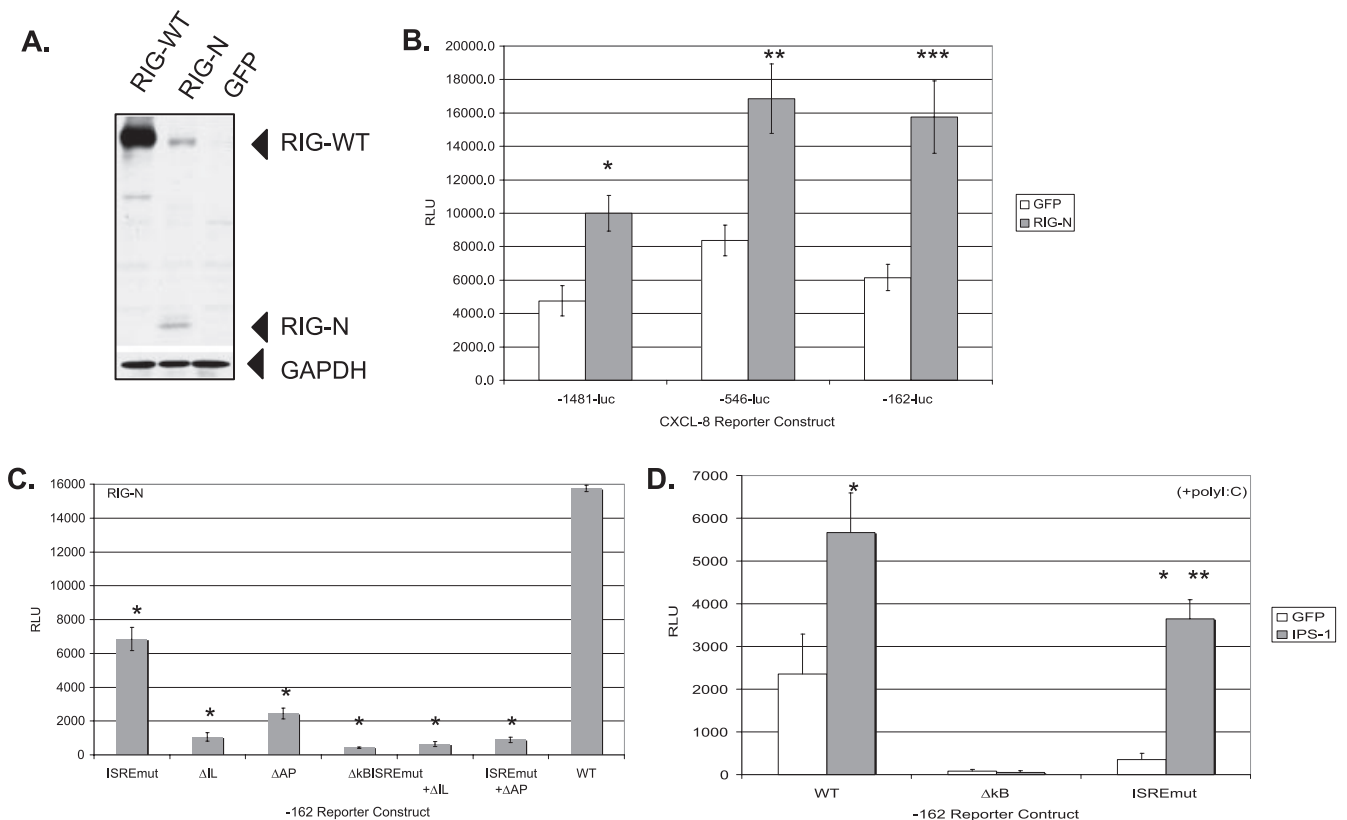 A.
RIG-WT
RIG-N
GFP
RIG-WT
RIG-N
GAPDH
B.
20000.0
18000.0
16000.0
14000.0
12000.0
10000.0
8000.0
6000.0
4000.0
2000.0
0.0
RLU
*
**
***
-1481-luc
-546-luc
-162-luc
CXCL-8 Reporter Construct
GFP
RIG-N
C.
RIG-N
16000
14000
12000
10000
8000
6000
4000
2000
0
RLU
*
*
*
*
*
*
ISREmut
ΔIL
ΔAP
ΔkBISREmut
+ΔIL
ISREmut
+ΔAP
WT
-162 Reporter Construct
D.
(+polyI:C)
7000
6000
5000
4000
3000
2000
1000
0
RLU
*
* **
WT
ΔkB
ISREmut
-162 Reporter Contruct
GFP
IPS-1